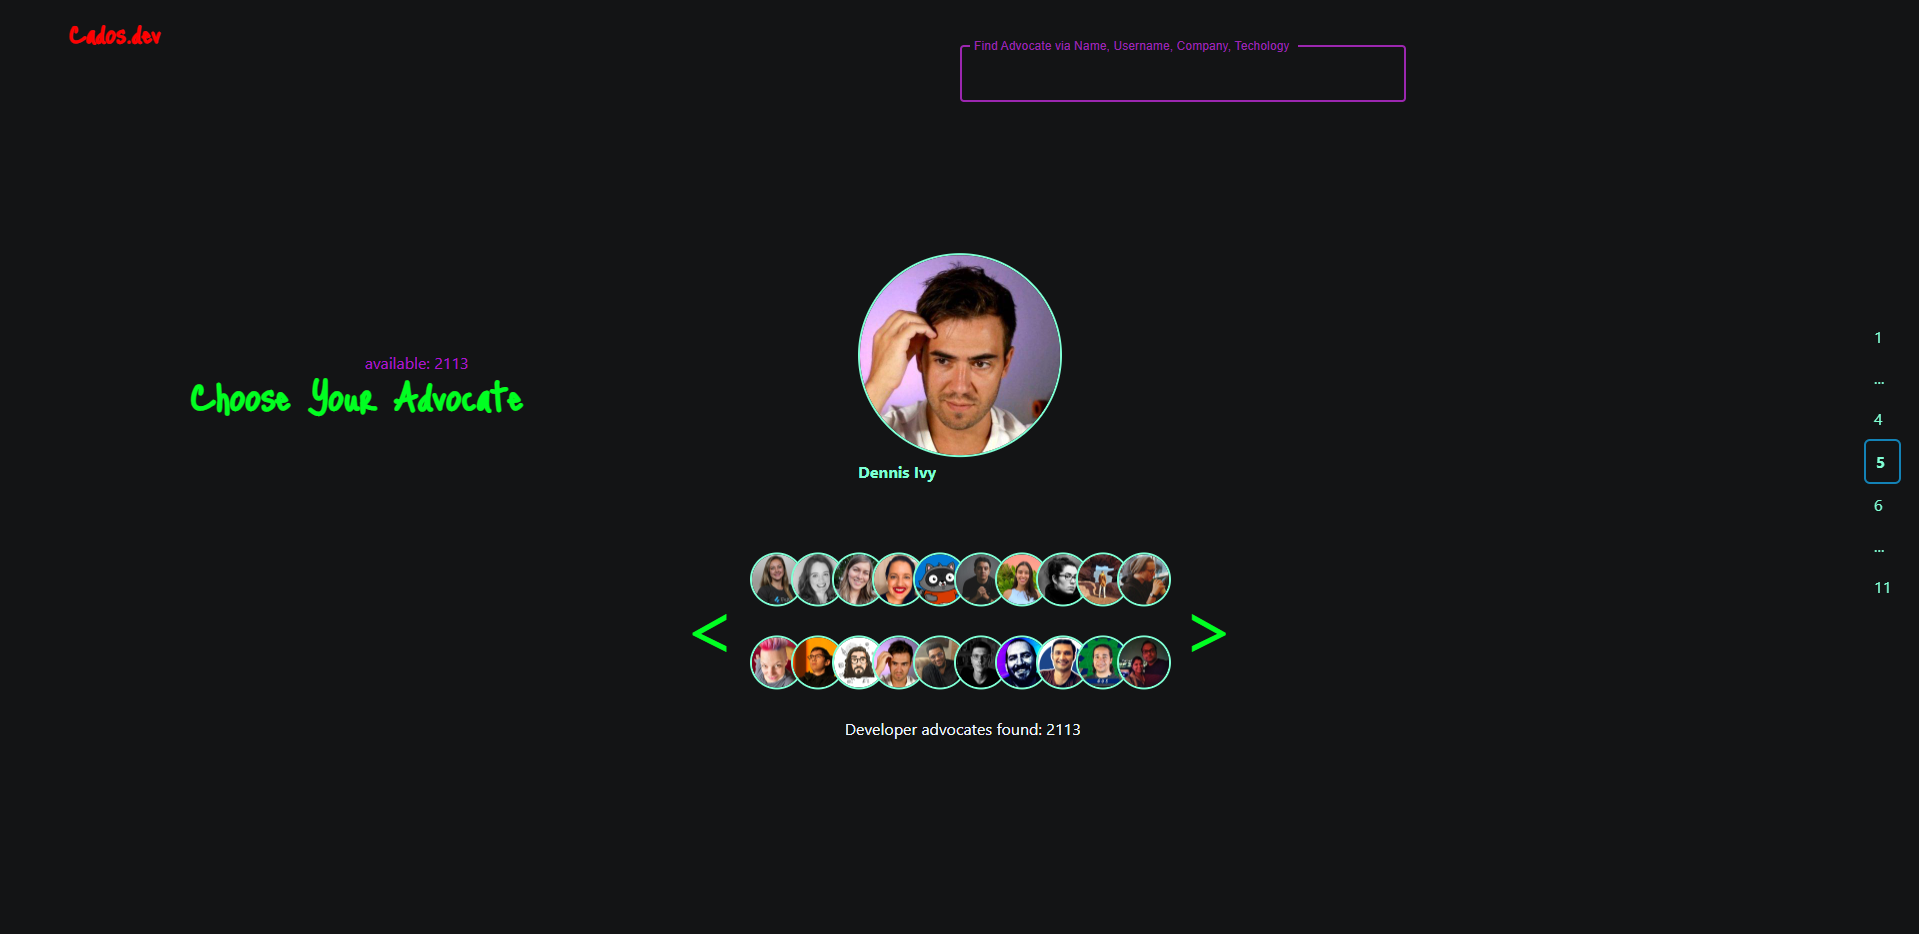 Cados.dev
Find Advocate via Name, Username, Company, Techology
available: 2113
Choose Your Advocate
Dennis Ivy
1
...
4
5
6
...
11
<
>
Developer advocates found: 2113